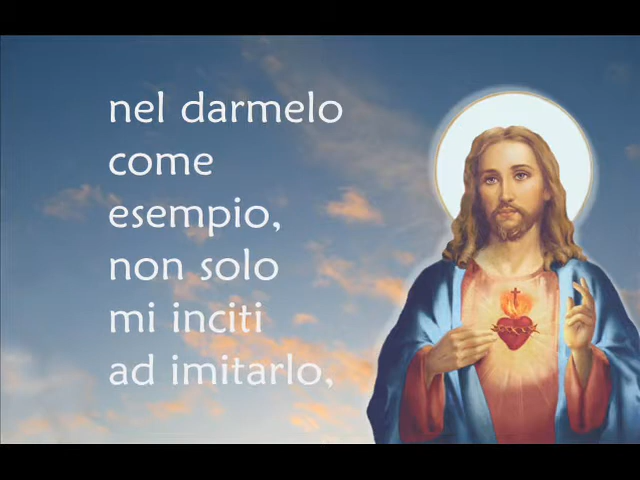 nel darmelo
come
esempio,
non solo
mi inciti
ad imitarlo,